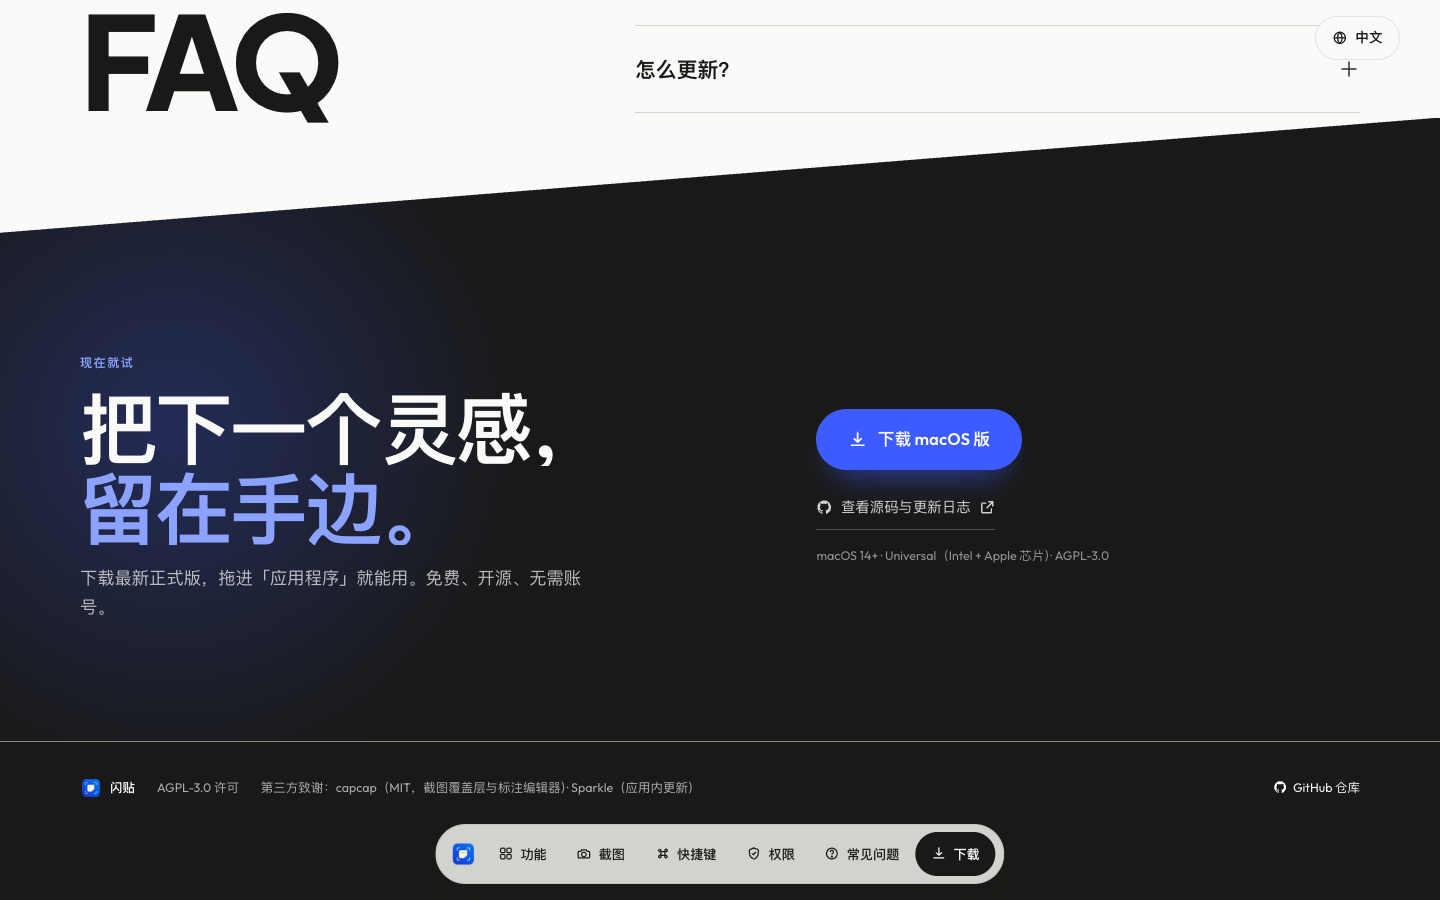 FAQ
中文
怎么更新?
现在就试
把下一个灵感，
留在手边。
下载最新正式版，拖进「应用程序」就能用。免费、开源、无需账
号。
下载 macOS 版
查看源码与更新日志
macOS 14+ · Universal（Intel + Apple 芯片）· AGPL-3.0
闪贴 AGPL-3.0 许可 第三方致谢：capcap（MIT，截图覆盖层与标注编辑器）· Sparkle（应用内更新） GitHub 仓库
功能 截图 快捷键 权限 常见问题 下载